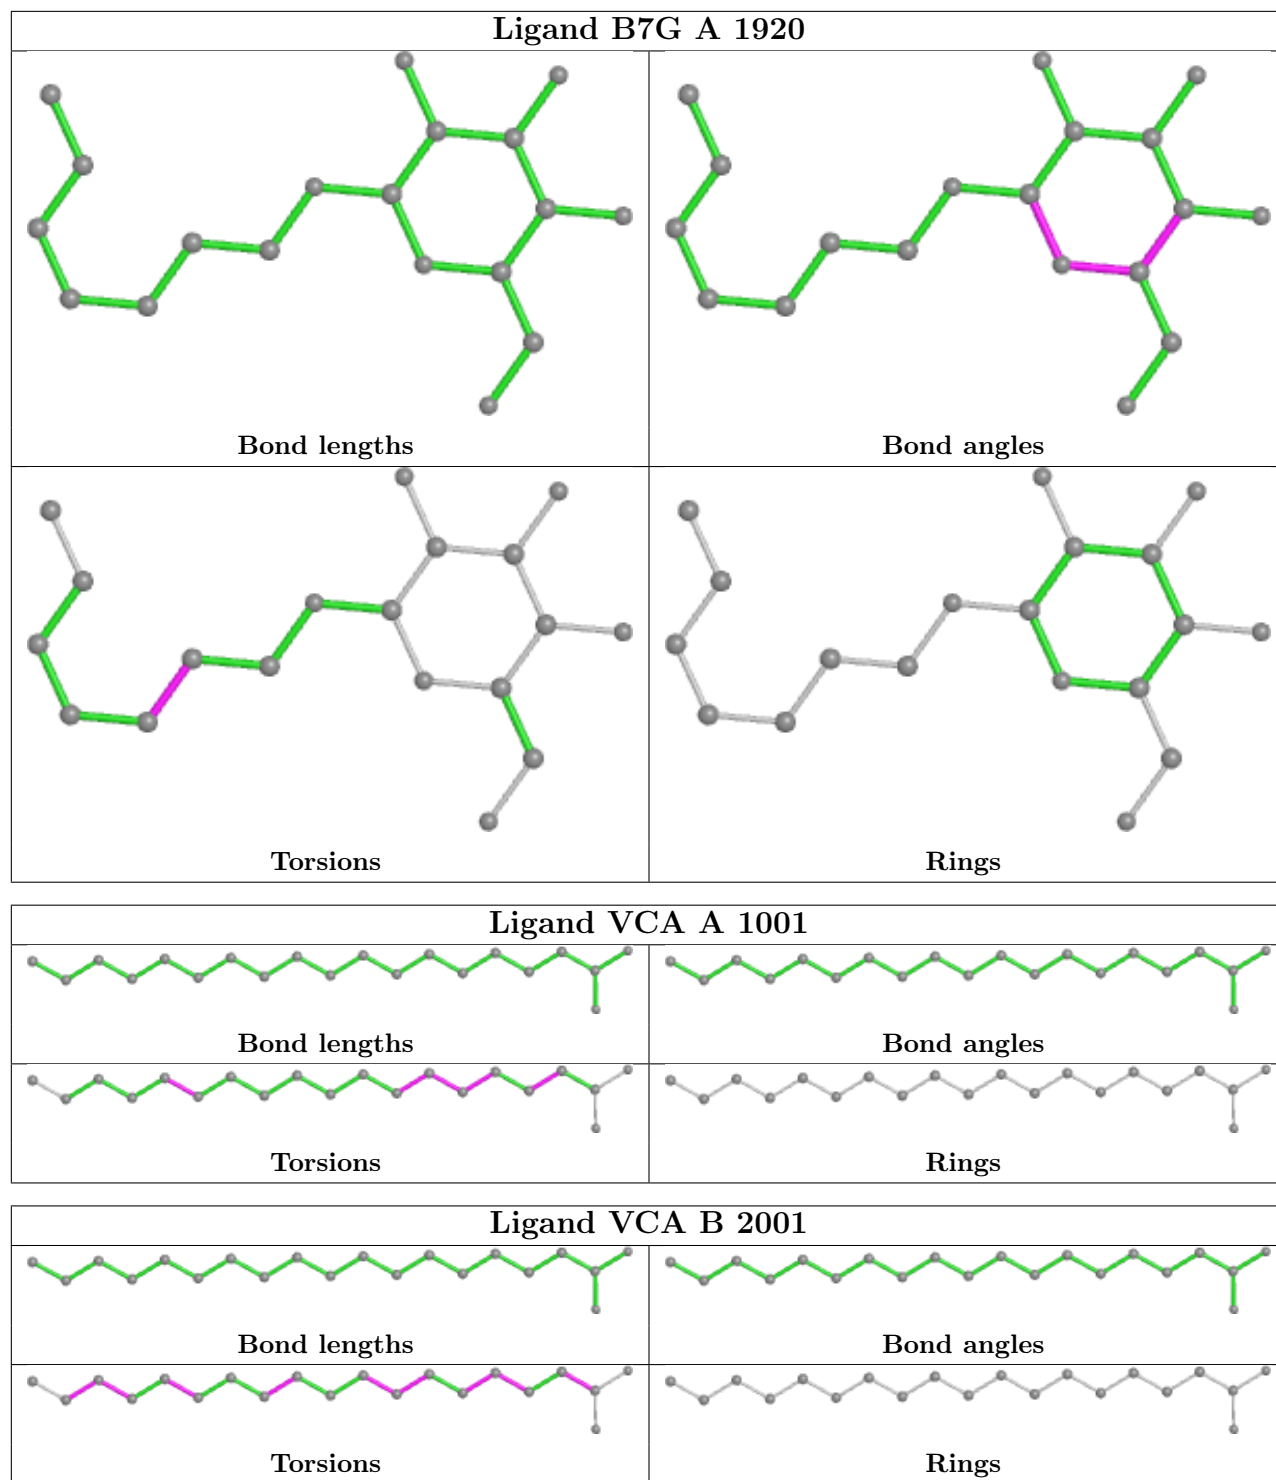 Ligand B7G A 1920
Bond lengths
Bond angles
Torsions
Rings
Ligand VCA A 1001
Bond lengths
Bond angles
Torsions
Rings
Ligand VCA B 2001
Bond lengths
Bond angles
Torsions
Rings